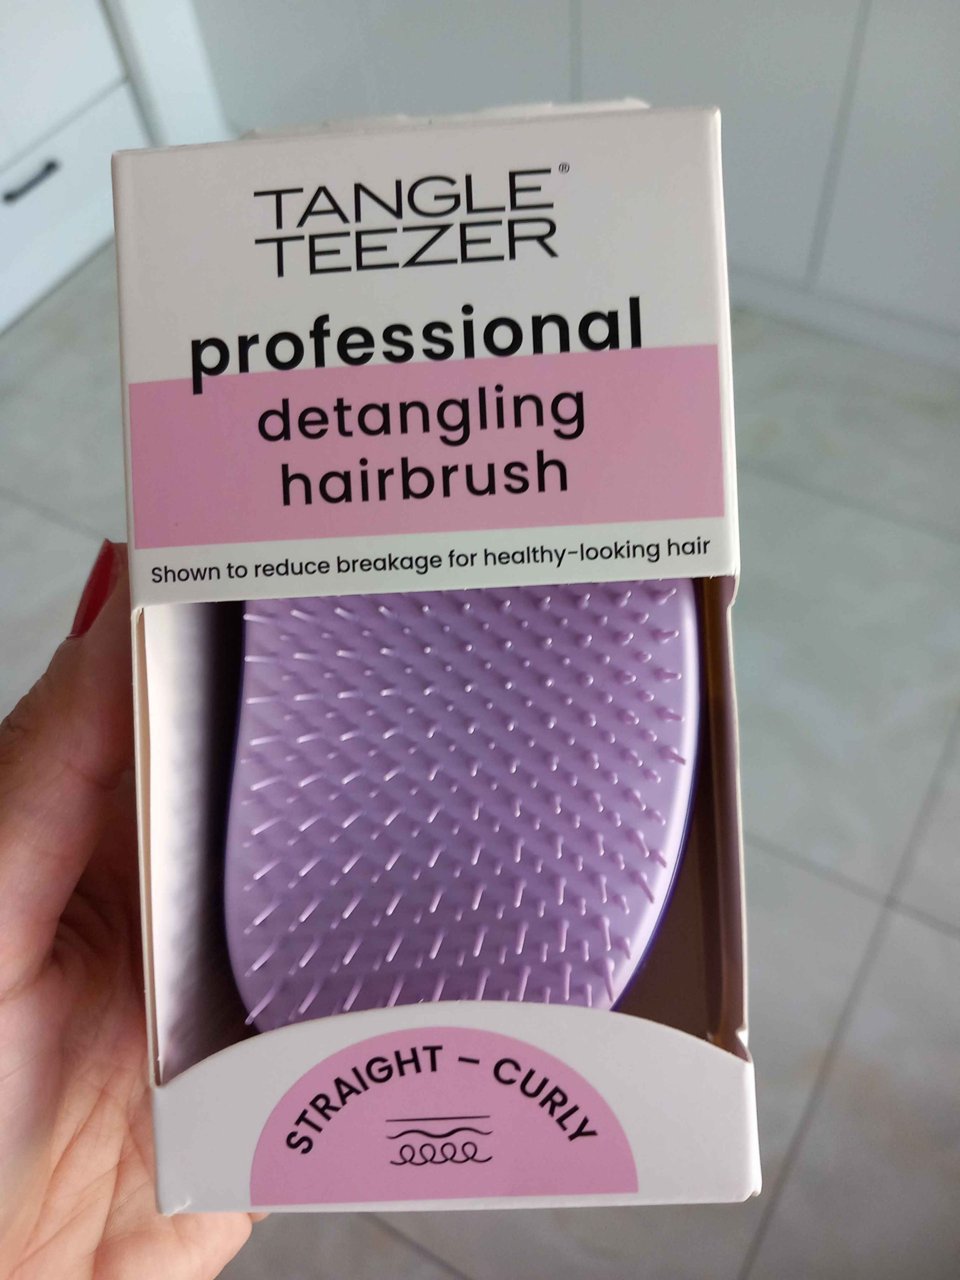 TANGLE®
TEEZER
professional
detangling
hairbrush
Shown to reduce breakage for healthy-looking hair
STRAIGHT – CURLY